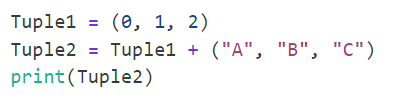 Tuple1 = (0, 1, 2)
Tuple2 = Tuple1 + ("A", "B", "C")
print(Tuple2)